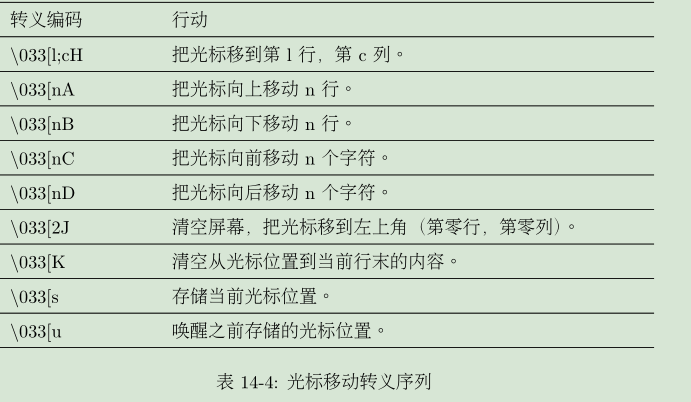 转义编码 行动
\033[l;cH 把光标移到第 l 行，第 c 列。
\033[nA 把光标向上移动 n 行。
\033[nB 把光标向下移动 n 行。
\033[nC 把光标向前移动 n 个字符。
\033[nD 把光标向后移动 n 个字符。
\033[2J 清空屏幕，把光标移到左上角（第零行，第零列）。
\033[K 清空从光标位置到当前行末的内容。
\033[s 存储当前光标位置。
\033[u 唤醒之前存储的光标位置。
表 14-4: 光标移动转义序列